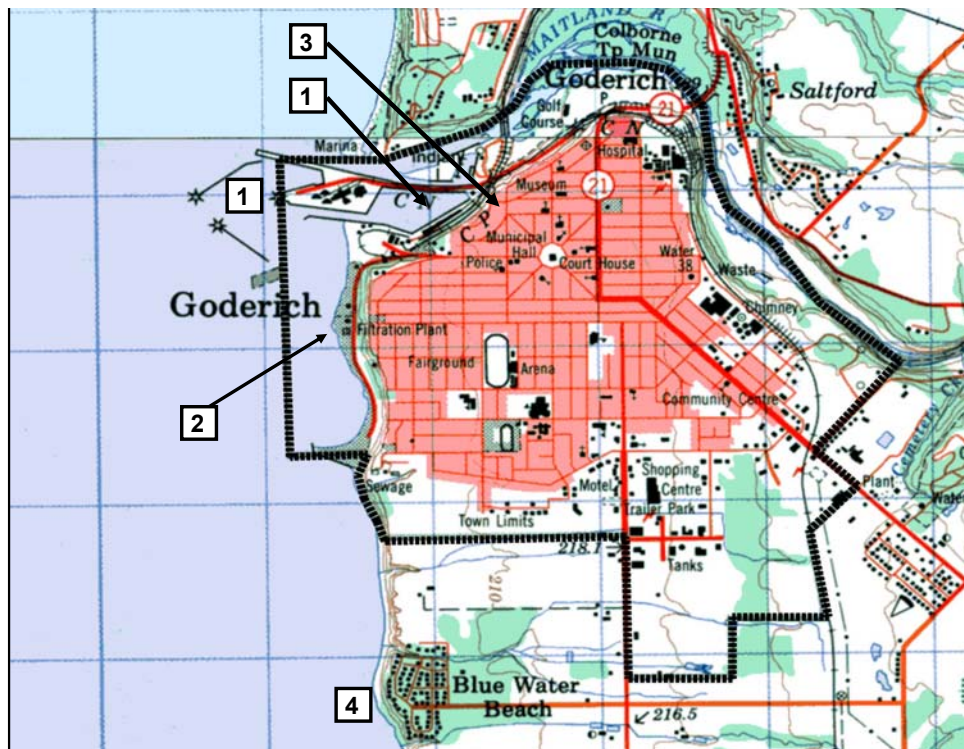 3
MAITLAND R
Colborne
Tp Mun
Goderich
1
Saltford
Golf
Course
P
21
C N
Marina
Hospital
Museum
21
1
C N
C P
Municipal
Hall
Police
Court House
Water
38
Waste
Goderich
Chimney
Filtration Plant
Fairground
Arena
Community Centre
2
Sewage
Motel
Shopping
Centre
Plant
Trailer Park
Town Limits
218.1
Tanks
210
Blue Water
Beach
4
216.5